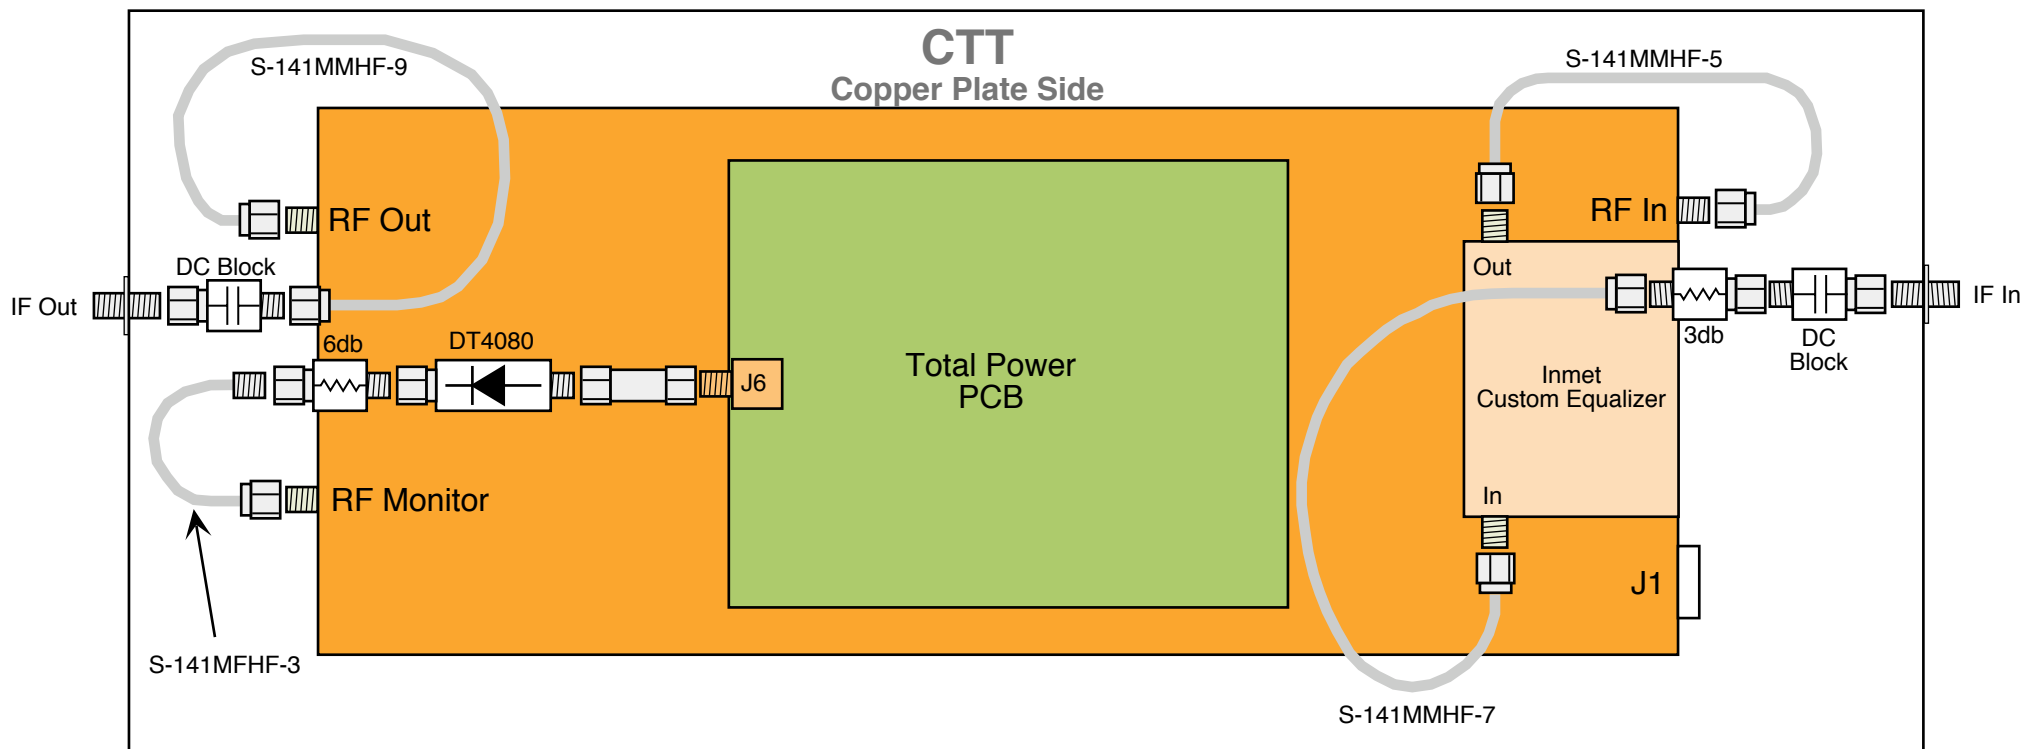 CTT
Copper Plate Side
S-141MMHF-9
S-141MMHF-5
RF Out
RF In
DC Block
Out
IF Out
IF In
6db
DT4080
3db
DC
Block
J6
Total Power
PCB
Inmet
Custom Equalizer
In
RF Monitor
J1
S-141MFHF-3
S-141MMHF-7